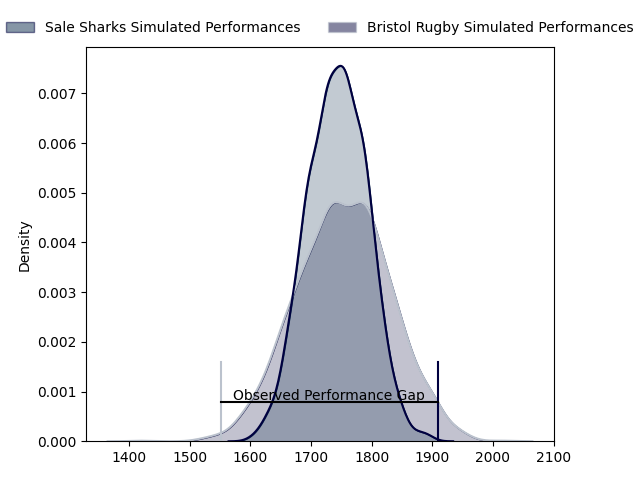 Sale Sharks Simulated Performances
Bristol Rugby Simulated Performances
Density
0.007
0.006
0.005
0.004
0.003
0.002
0.001
0.000
Observed Performance Gap
1400 1500 1600 1700 1800 1900 2000 2100